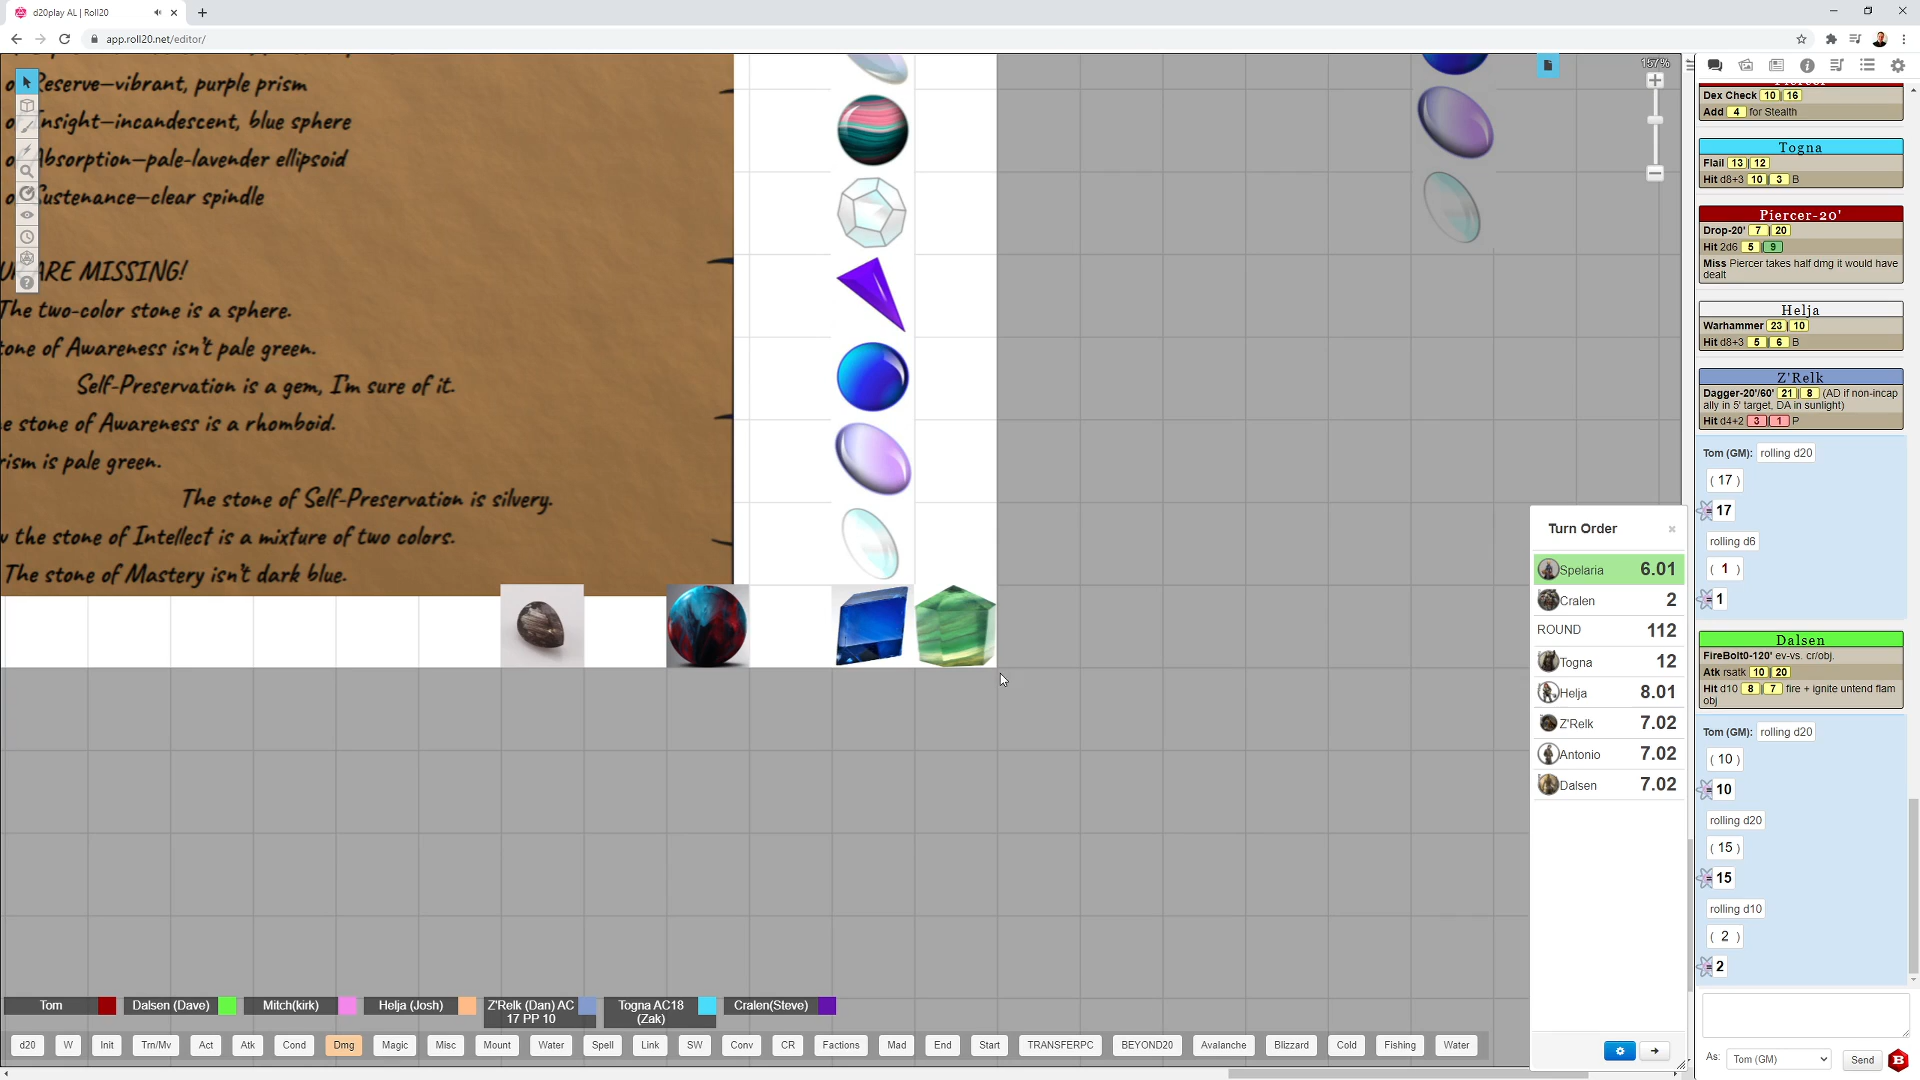 d20play AL | Roll20
app.roll20.net/editor/
Reserve—vibrant, purple prism
Insight—incandescent, blue sphere
Absorption—pale-lavender ellipsoid
Sustenance—clear spindle
ARE MISSING!
The two-color stone is a sphere.
tone of Awareness isn't pale green.
Self-Preservation is a gem, I'm sure of it.
e stone of Awareness is a rhomboid.
rism is pale green.
The stone of Self-Preservation is silvery.
the stone of Intellect is a mixture of two colors.
The stone of Mastery isn't dark blue.
157%
Turn Order
Spelaria 6.01
Cralen 2
ROUND 112
Togna 12
Helja 8.01
Z'Relk 7.02
Antonio 7.02
Dalsen 7.02
Dex Check 10 | 16
Add 4 for Stealth
Togna
Flail 13 | 12
Hit d8+3 10 | 3 B
Piercer-20'
Drop-20' 7 | 20
Hit 2d6 5 | 9
Miss Piercer takes half dmg it would have
dealt
Helja
Warhammer 23 | 10
Hit d8+3 5 | 6 B
Z'Relk
Dagger-20'/60' 21 | 8 (AD if non-incap
ally in 5' target, DA in sunlight)
Hit d4+2 3 | 1 P
Tom (GM): rolling d20
( 17 )
= 17
rolling d6
( 1 )
= 1
Dalsen
FireBolt0-120' ev-vs. cr/obj.
Atk rsatk 10 | 20
Hit d10 8 | 7 fire + ignite untend flam
obj
Tom (GM): rolling d20
( 10 )
= 10
rolling d20
( 15 )
= 15
rolling d10
( 2 )
= 2
As: Tom (GM) Send
Tom
Dalsen (Dave)
Mitch(kirk)
Helja (Josh)
Z'Relk (Dan) AC
17 PP 10
Togna AC18
(Zak)
Cralen(Steve)
d20 W Init Trn/Mv Act Atk Cond Dmg Magic Misc Mount Water Spell Link SW Conv CR Factions Mad End Start TRANSFERPC BEYOND20 Avalanche Blizzard Cold Fishing Water